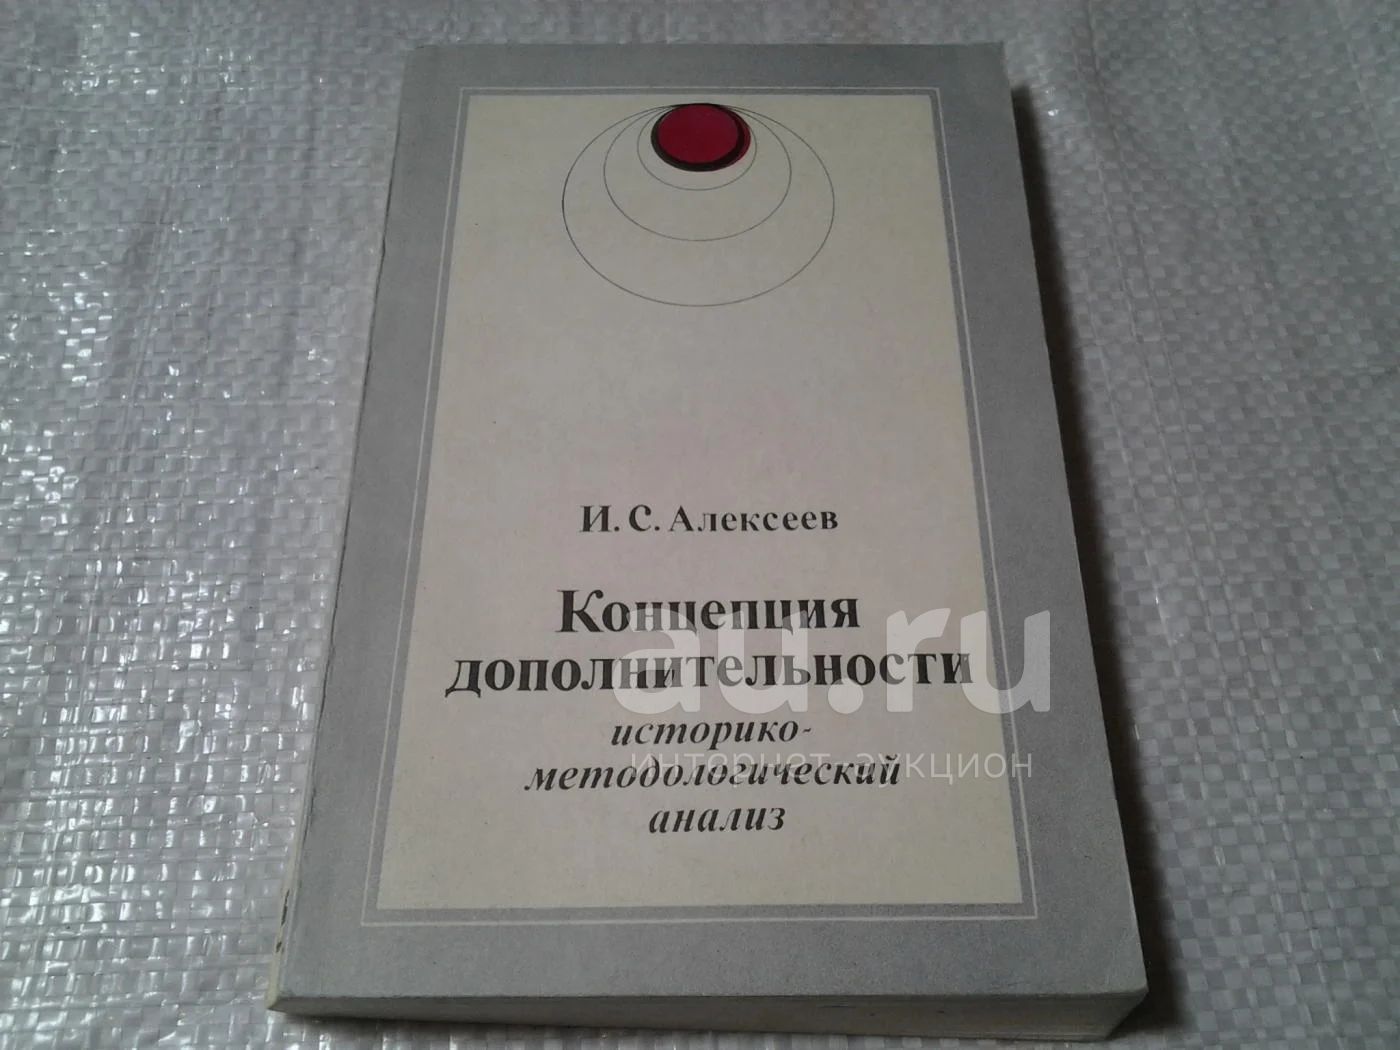 И. С. Алексеев
Концепция
дополнительности
историко-
методологический
анализ
au.ru
интернет аукцион